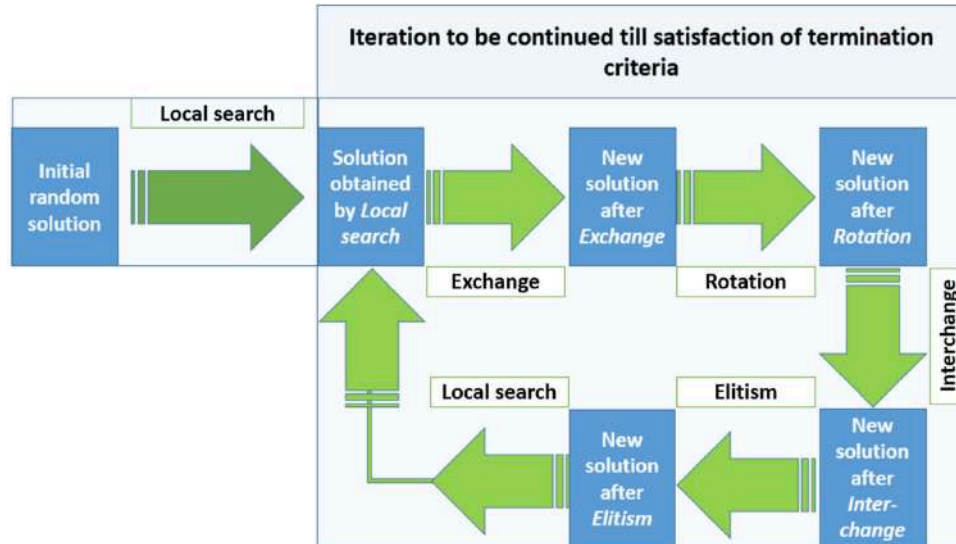 Iteration to be continued till satisfaction of termination
criteria
Local search
Initial
random
solution
Solution
obtained
by Local
search
New
solution
after
Exchange
New
solution
after
Rotation
Exchange
Rotation
Interchange
Local search
Elitism
New
solution
after
Elitism
New
solution
after
Inter-
change